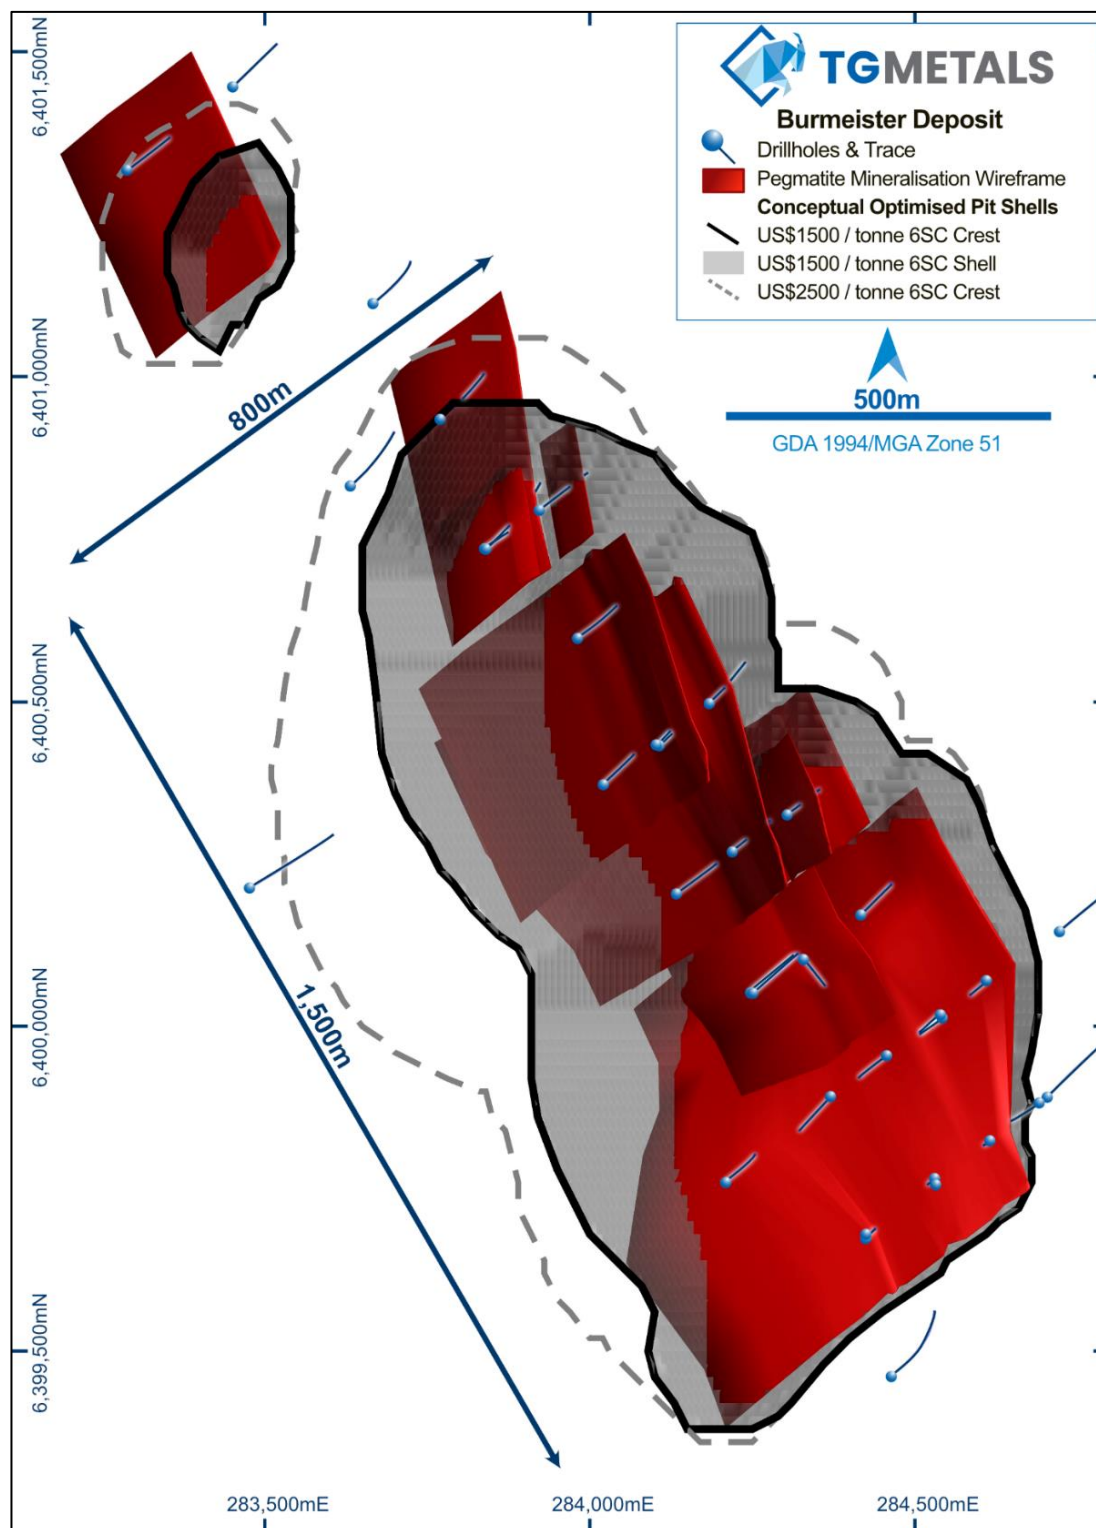 TGMETALS
Burmeister Deposit
Drillholes & Trace
Pegmatite Mineralisation Wireframe
Conceptual Optimised Pit Shells
US$1500 / tonne 6SC Crest
US$1500 / tonne 6SC Shell
US$2500 / tonne 6SC Crest
500m
GDA 1994/MGA Zone 51
6,401,500mN
6,401,000mN
6,400,500mN
6,400,000mN
6,399,500mN
800m
1,500m
283,500mE
284,000mE
284,500mE